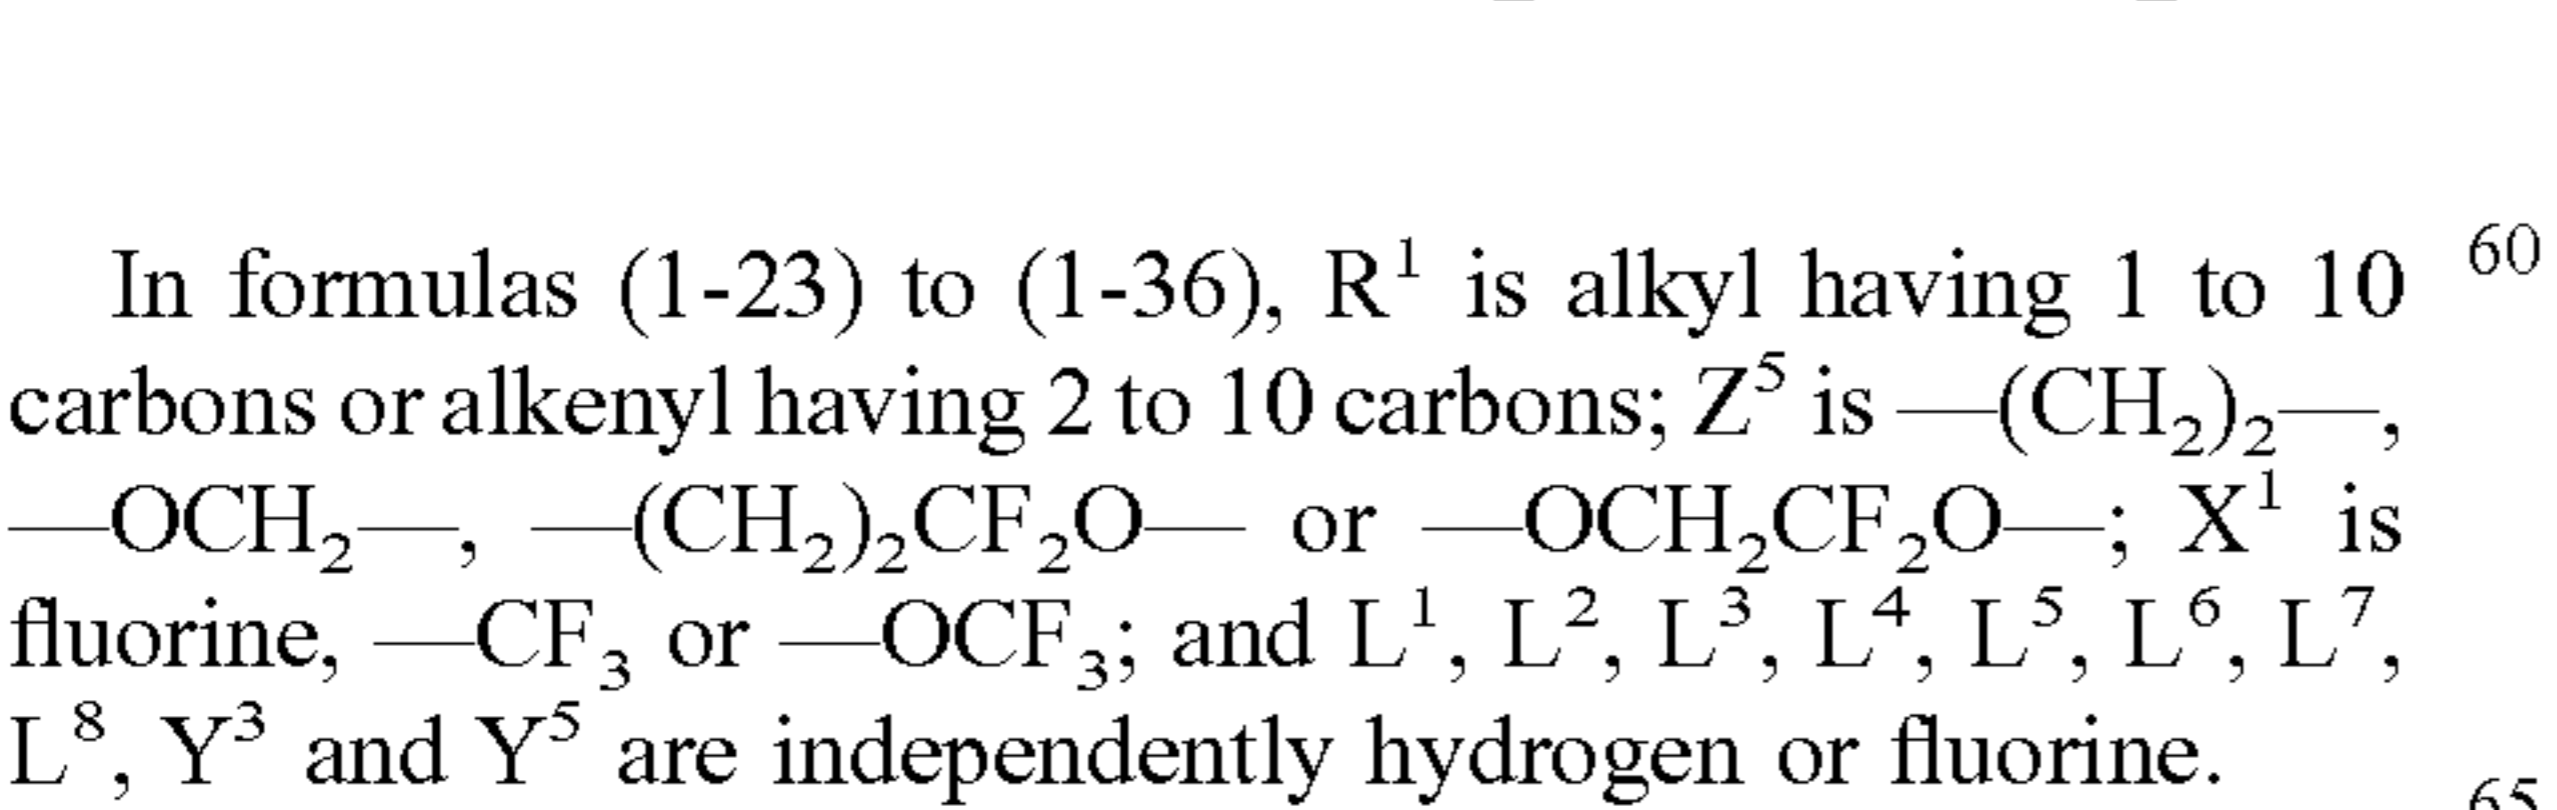 In formulas (1-23) to (1-36), R¹ is alkyl having 1 to 10 60
carbons or alkenyl having 2 to 10 carbons; Z⁵ is —(CH₂)₂—,
—OCH₂—, —(CH₂)₂CF₂O— or —OCH₂CF₂O—; X¹ is
fluorine, —CF₃ or —OCF₃; and L¹, L², L³, L⁴, L⁵, L⁶, L⁷,
L⁸, Y³ and Y⁵ are independently hydrogen or fluorine.
65